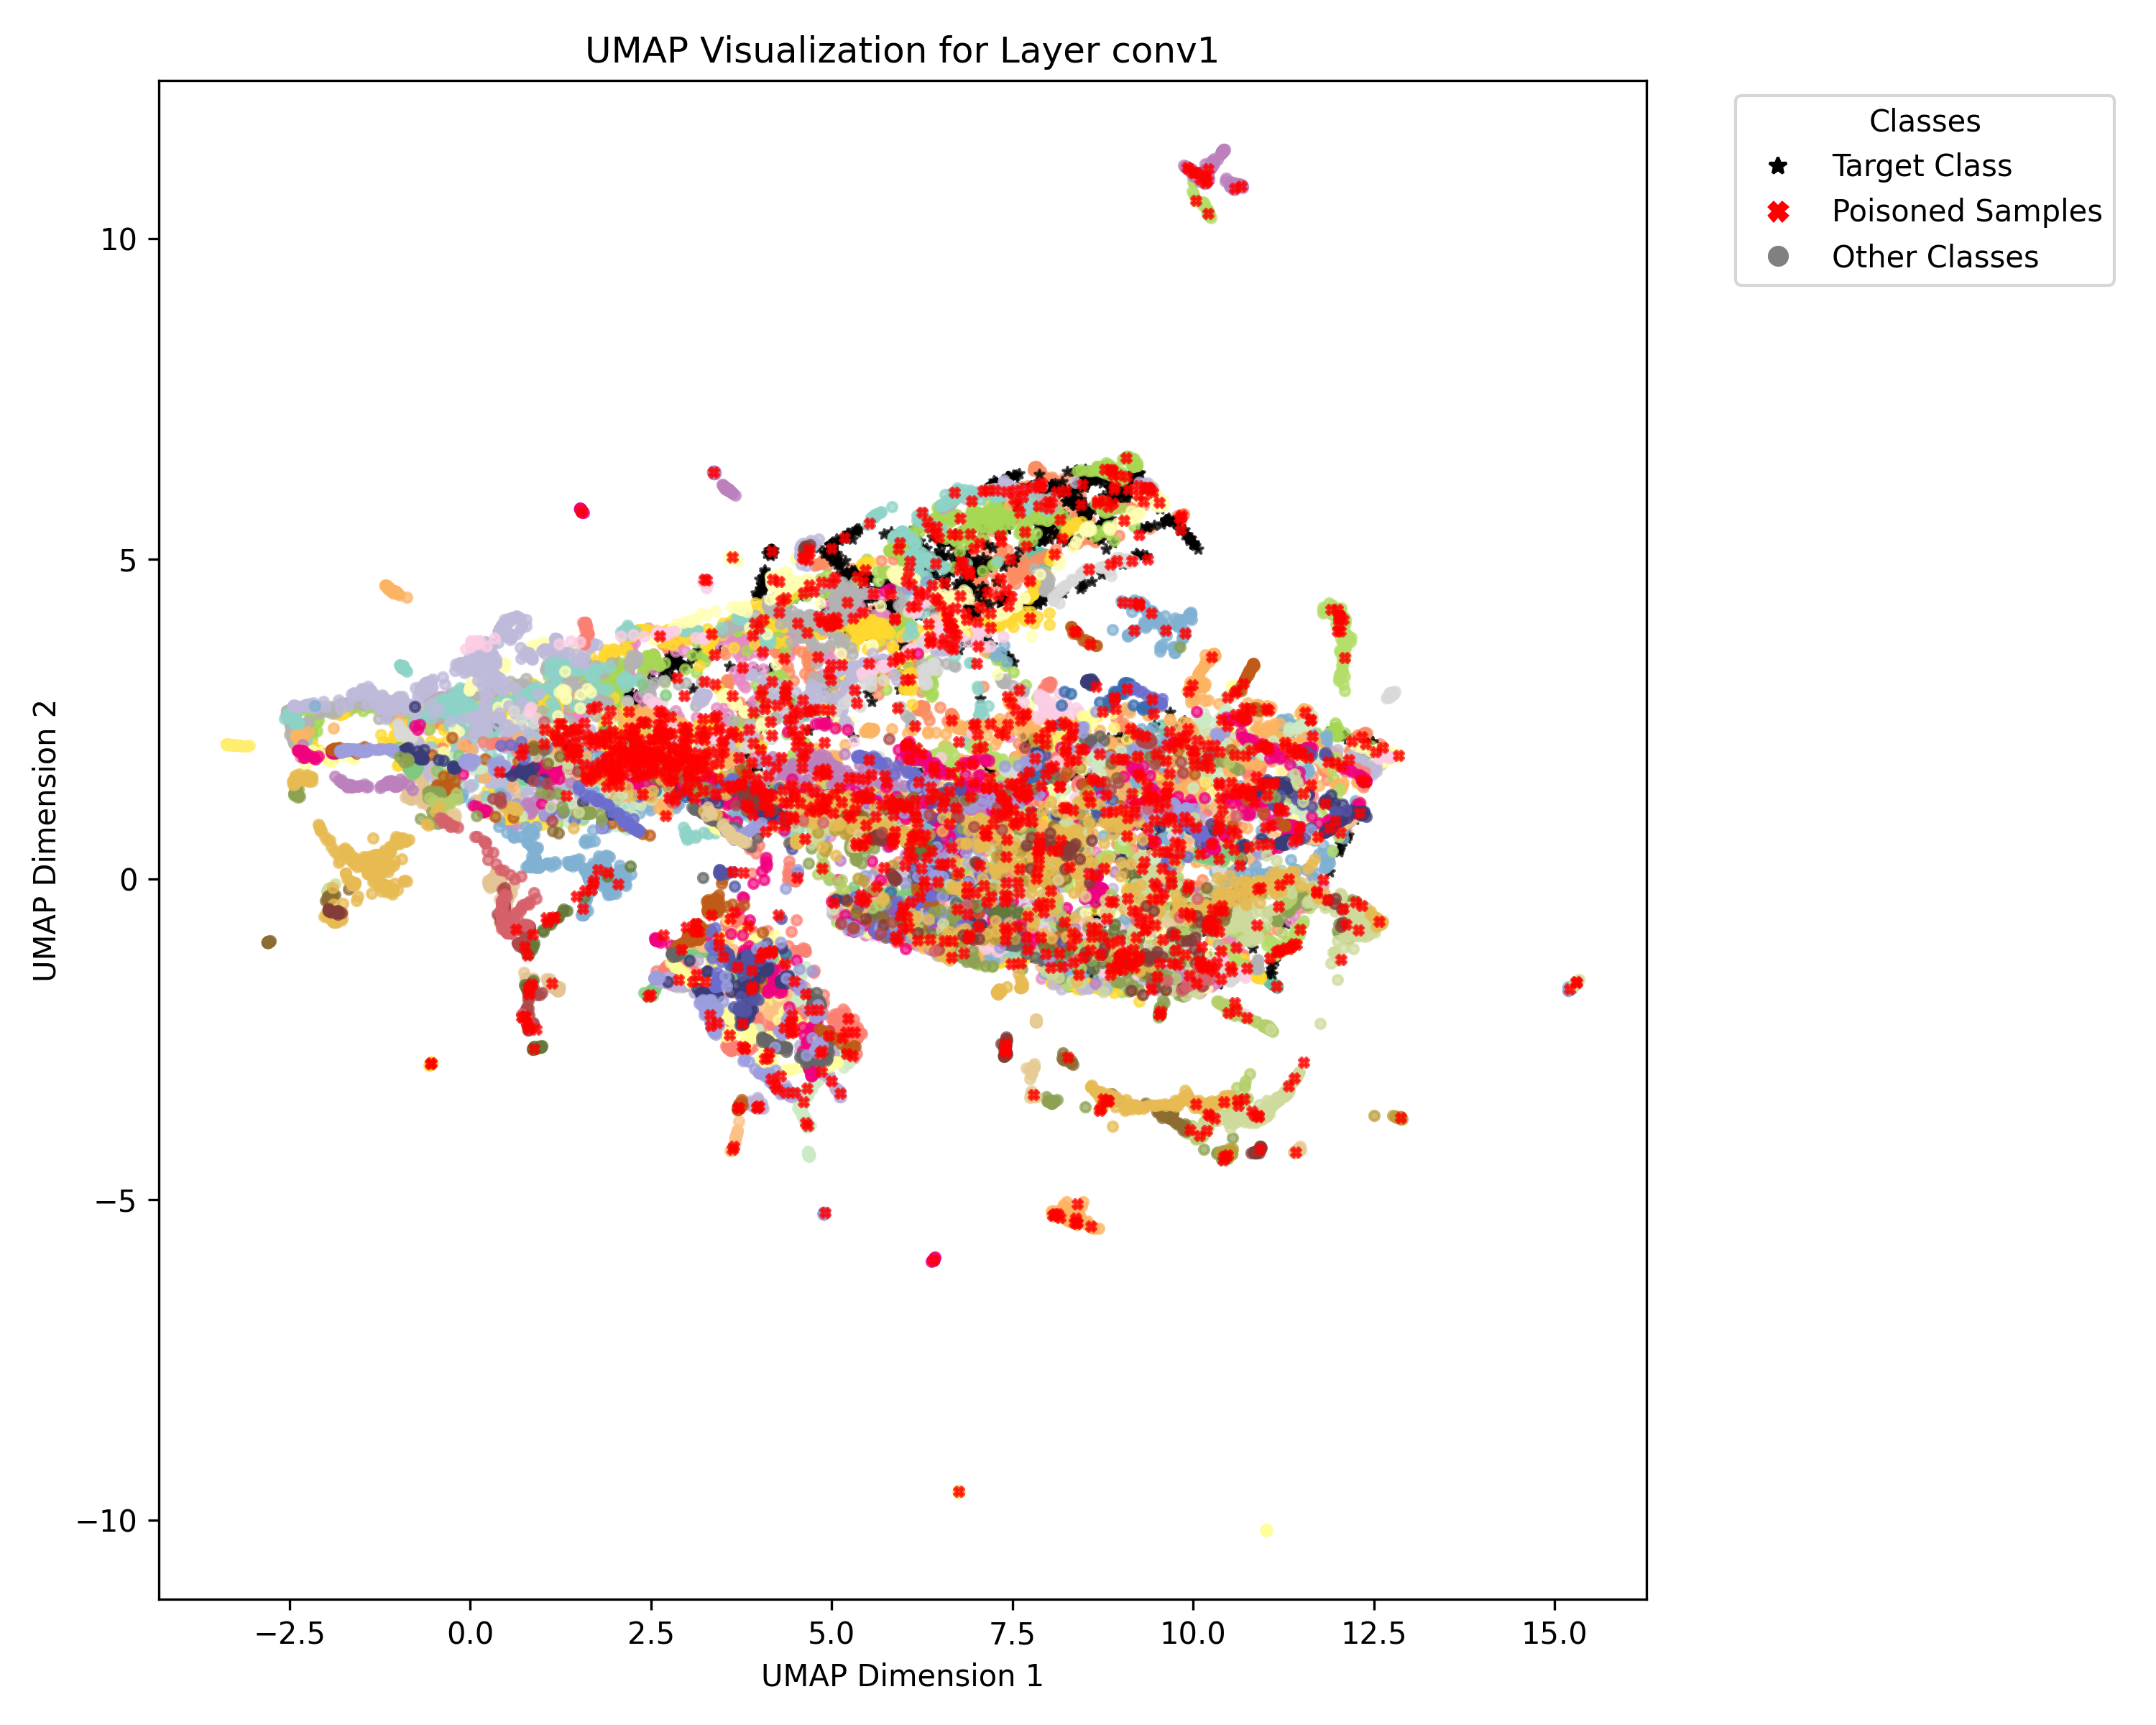 UMAP Visualization for Layer conv1
Classes
Target Class
Poisoned Samples
Other Classes
UMAP Dimension 2
10
5
0
−5
−10
−2.5 0.0 2.5 5.0 7.5 10.0 12.5 15.0
UMAP Dimension 1